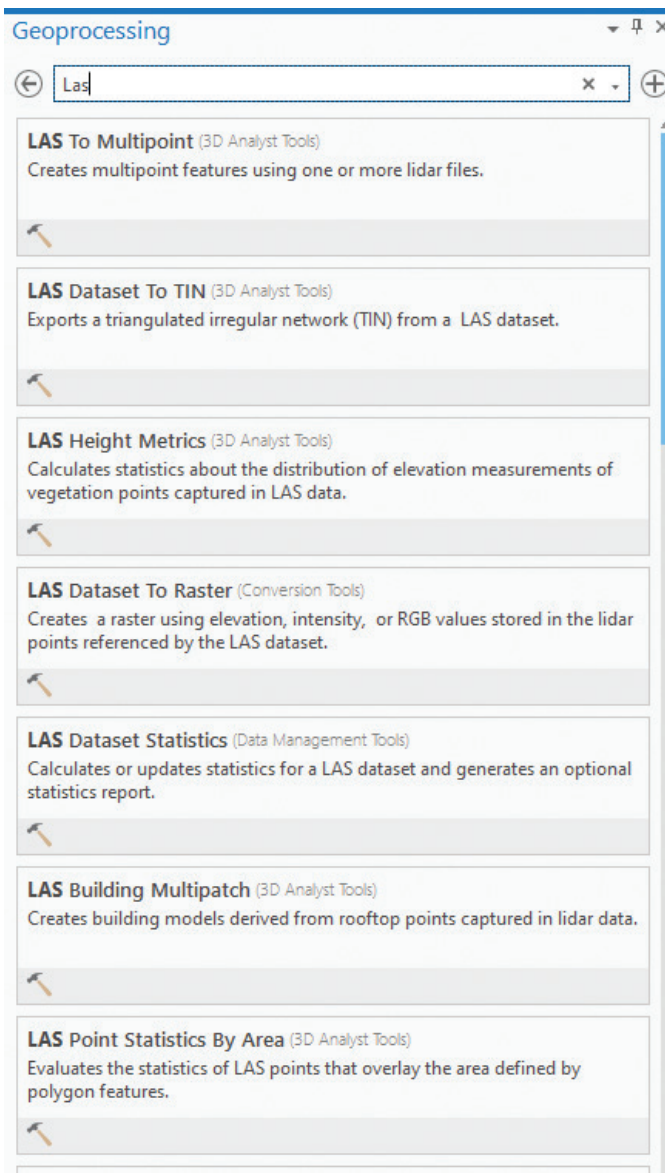 Geoprocessing
Las
LAS To Multipoint (3D Analyst Tools)
Creates multipoint features using one or more lidar files.
LAS Dataset To TIN (3D Analyst Tools)
Exports a triangulated irregular network (TIN) from a  LAS dataset.
LAS Height Metrics (3D Analyst Tools)
Calculates statistics about the distribution of elevation measurements of
vegetation points captured in LAS data.
LAS Dataset To Raster (Conversion Tools)
Creates  a raster using elevation, intensity,  or RGB values stored in the lidar
points referenced by the LAS dataset.
LAS Dataset Statistics (Data Management Tools)
Calculates or updates statistics for a LAS dataset and generates an optional
statistics report.
LAS Building Multipatch (3D Analyst Tools)
Creates building models derived from rooftop points captured in lidar data.
LAS Point Statistics By Area (3D Analyst Tools)
Evaluates the statistics of LAS points that overlay the area defined by
polygon features.